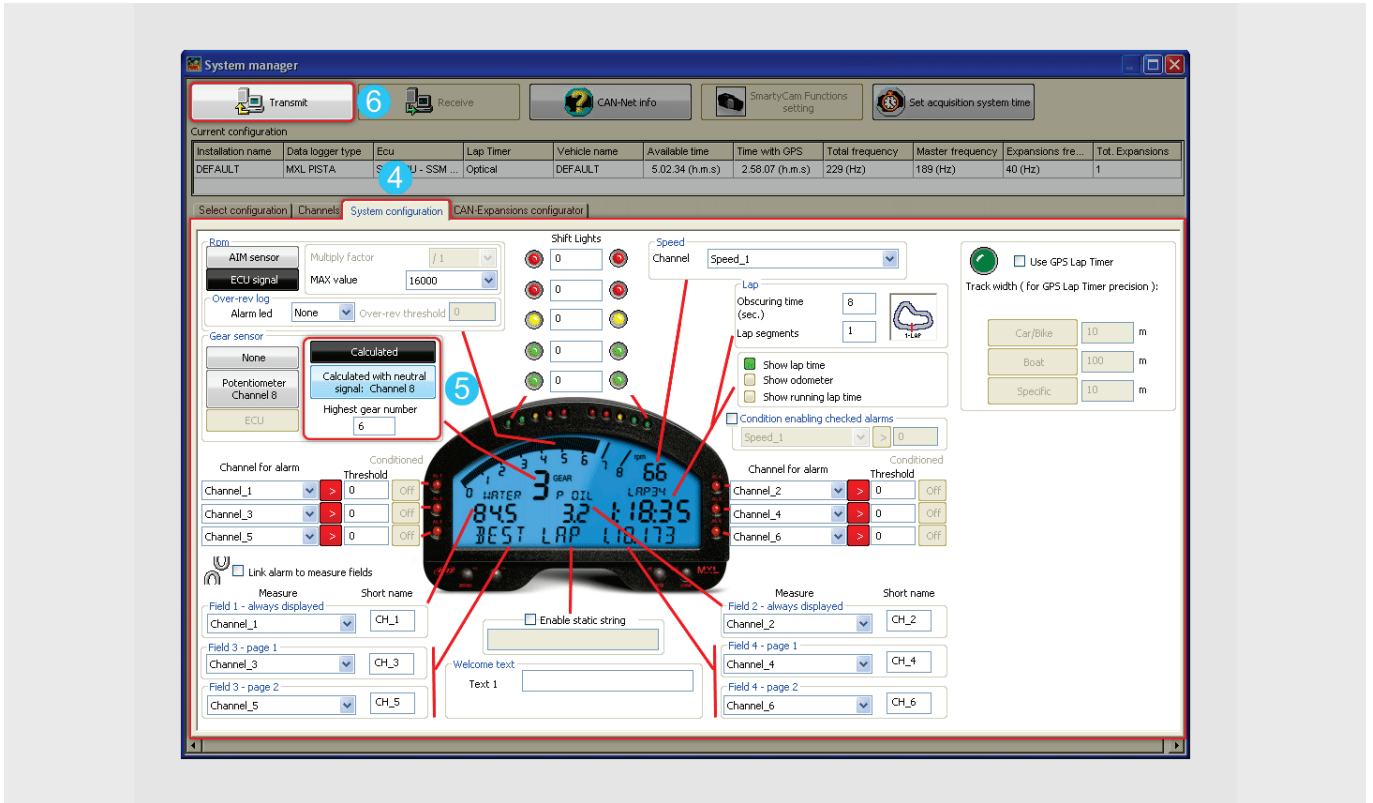 System manager
Transmit
6
Receive
CAN-Net info
SmartyCam Functions
setting
Set acquisition system time
Current configuration
Installation name Data logger type Ecu Lap Timer Vehicle name Available time Time with GPS Total frequency Master frequency Expansions fre... Tot. Expansions
DEFAULT MXL PISTA - SSM ... Optical DEFAULT 5.02.34 (h.m.s) 2.58.07 (h.m.s) 229 (Hz) 189 (Hz) 40 (Hz) 1
4
Select configuration Channels System configuration CAN-Expansions configurator
Rpm
AIM sensor
ECU signal
Multiply factor / 1
MAX value 16000
Over-rev log
Alarm led None Over-rev threshold 0
Gear sensor
None
Potentiometer
Channel 8
ECU
Calculated
Calculated with neutral
signal: Channel 8
5
Highest gear number
6
Shift Lights
0
0
0
0
0
Speed
Channel Speed_1
Lap
Obscuring time
(sec.)
8
Lap segments 1
1-LAP
Show lap time
Show odometer
Show running lap time
Condition enabling checked alarms
Speed_1 > 0
Use GPS Lap Timer
Track width ( for GPS Lap Timer precision ):
Car/Bike 10 m
Boat 100 m
Specific 10 m
Channel for alarm Threshold Conditioned
Channel_1 > 0 Off
Channel_3 > 0 Off
Channel_5 > 0 Off
0 1 2 3 4 5 6 7 8 rpm
66
3 GEAR
WATER P OIL LAP34
84.5 3.2 1:18.35
BEST LAP 1.18.173
MXL
Channel for alarm Threshold Conditioned
Channel_2 > 0 Off
Channel_4 > 0 Off
Channel_6 > 0 Off
Link alarm to measure fields
Measure Short name
Field 1 - always displayed
Channel_1 CH_1
Field 3 - page 1
Channel_3 CH_3
Field 3 - page 2
Channel_5 CH_5
Enable static string
Welcome text
Text 1
Measure Short name
Field 2 - always displayed
Channel_2 CH_2
Field 4 - page 1
Channel_4 CH_4
Field 4 - page 2
Channel_6 CH_6